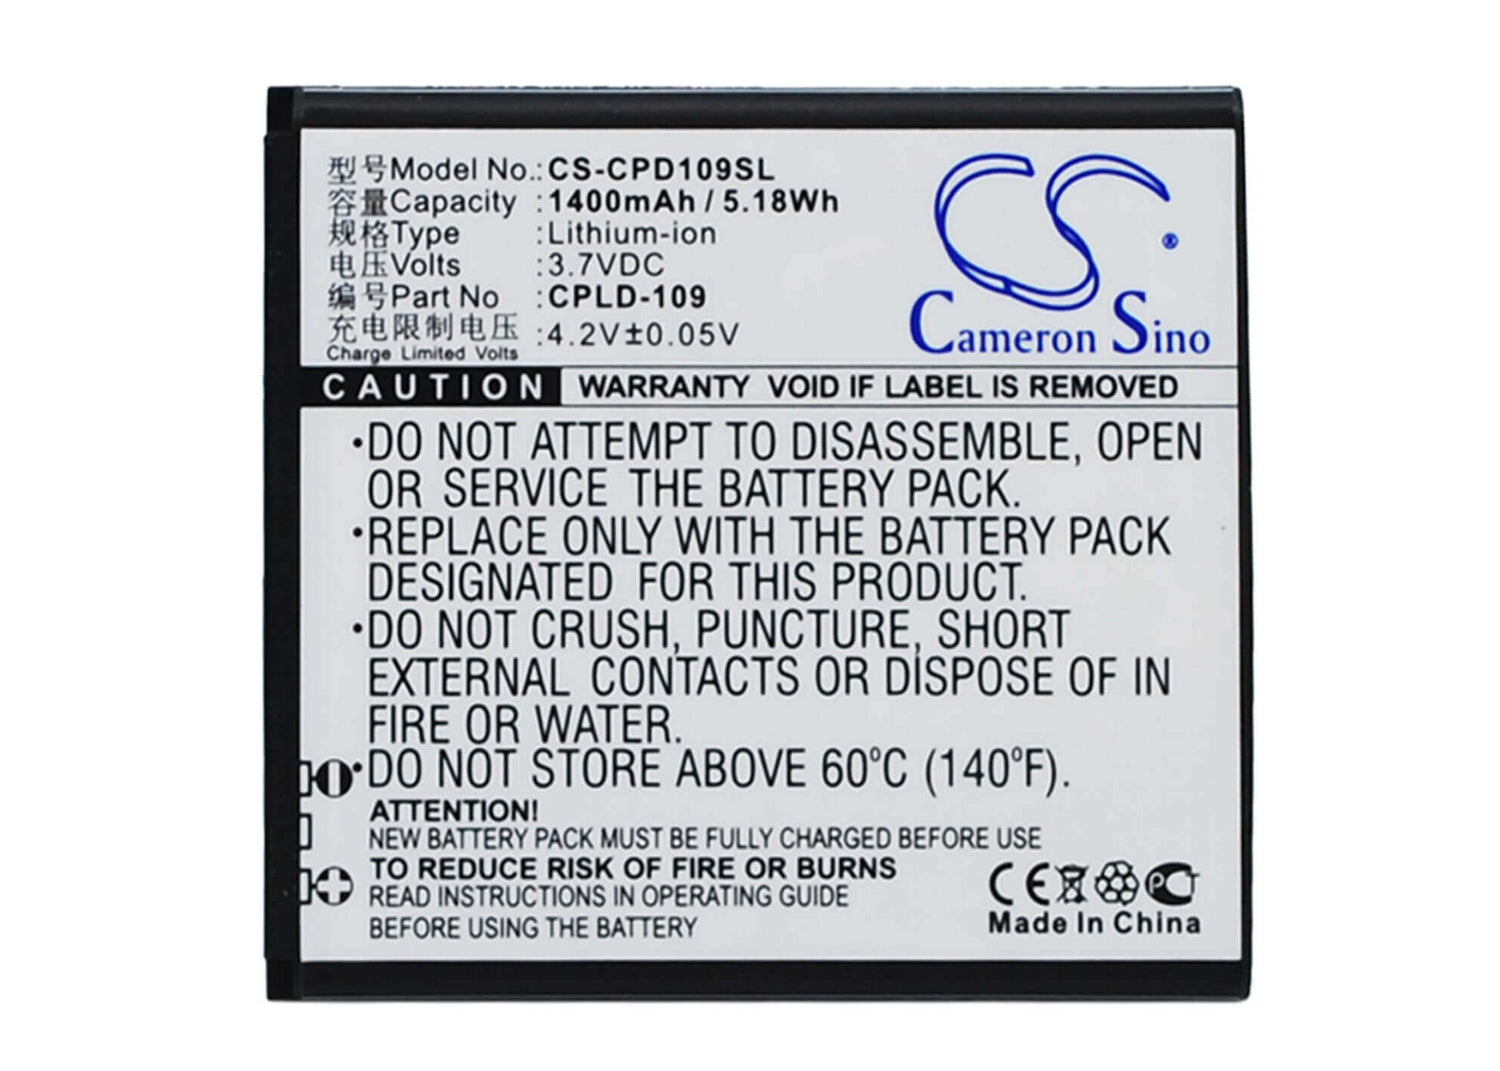 型号Model No.: CS-CPD109SL
容量Capacity : 1400mAh / 5.18Wh
规格Type : Lithium-ion
电压Volts : 3.7VDC
编号Part No : CPLD-109
充电限制电压 : 4.2V±0.05V
Charge Limited Volts
CS®
Cameron Sino
CAUTION WARRANTY VOID IF LABEL IS REMOVED
·DO NOT ATTEMPT TO DISASSEMBLE, OPEN
OR SERVICE THE BATTERY PACK.
·REPLACE ONLY WITH THE BATTERY PACK
DESIGNATED FOR THIS PRODUCT.
·DO NOT CRUSH, PUNCTURE, SHORT
EXTERNAL CONTACTS OR DISPOSE OF IN
FIRE OR WATER.
·DO NOT STORE ABOVE 60°C (140°F).
ATTENTION!
NEW BATTERY PACK MUST BE FULLY CHARGED BEFORE USE
TO REDUCE RISK OF FIRE OR BURNS
READ INSTRUCTIONS IN OPERATING GUIDE
BEFORE USING THE BATTERY
CE PCT
Made In China